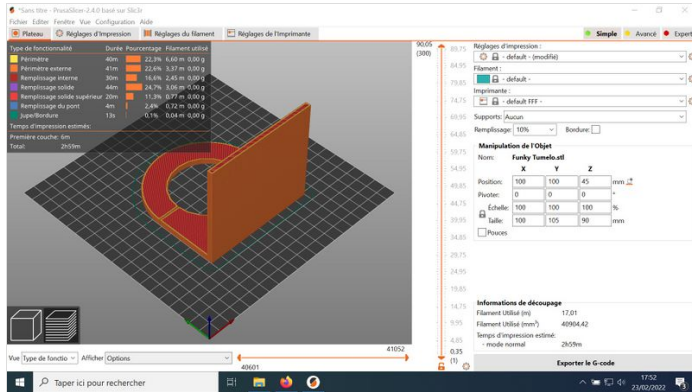 *Sans titre - PrusaSlicer-2.4.0 basé sur Slic3r
Fichier Editer Fenêtre Vue Configuration Aide
Plateau Réglages d'Impression Réglages du filament Réglages de l'Imprimante Simple Avancé Expert
Type de fonctionnalité Durée Pourcentage Filament utilisé
Périmètre 40m 22,3% 6,60 m 0,00 g
Périmètre externe 41m 22,6% 3,37 m 0,00 g
Remplissage interne 30m 16,6% 2,45 m 0,00 g
Remplissage solide 44m 24,7% 3,06 m 0,00 g
Remplissage solide supérieur 20m 11,3% 0,77 m 0,00 g
Remplissage du pont 4m 2,4% 0,72 m 0,00 g
Jupe/Bordure 13s 0,1% 0,04 m 0,00 g
Temps d'impression estimés:
Première couche: 6m
Total: 2h59m
90,05
(300)
89,75
84,95
79,85
74,75
69,95
64,85
59,75
54,95
49,85
44,75
39,95
34,85
29,75
24,95
19,85
14,75
9,95
4,85
0,35
(1)
Réglages d'impression :
- default - (modifié)
Filament :
- default -
Imprimante :
- default FFF -
Supports: Aucun
Remplissage: 10% Bordure:
Manipulation de l'Objet
Nom: Funky Tumelo.stl
X Y Z
Position: 100 100 45 mm
Pivoter: 0 0 0 °
Échelle: 100 100 100 %
Taille: 100 105 90 mm
Pouces
Informations de découpage
Filament Utilisé (m) 17,01
Filament Utilisé (mm³) 40904,42
Temps d'impression estimé:
- mode normal 2h59m
Exporter le G-code
Vue Type de fonctio Afficher Options
41052
40601
Taper ici pour rechercher
17:52
23/02/2022